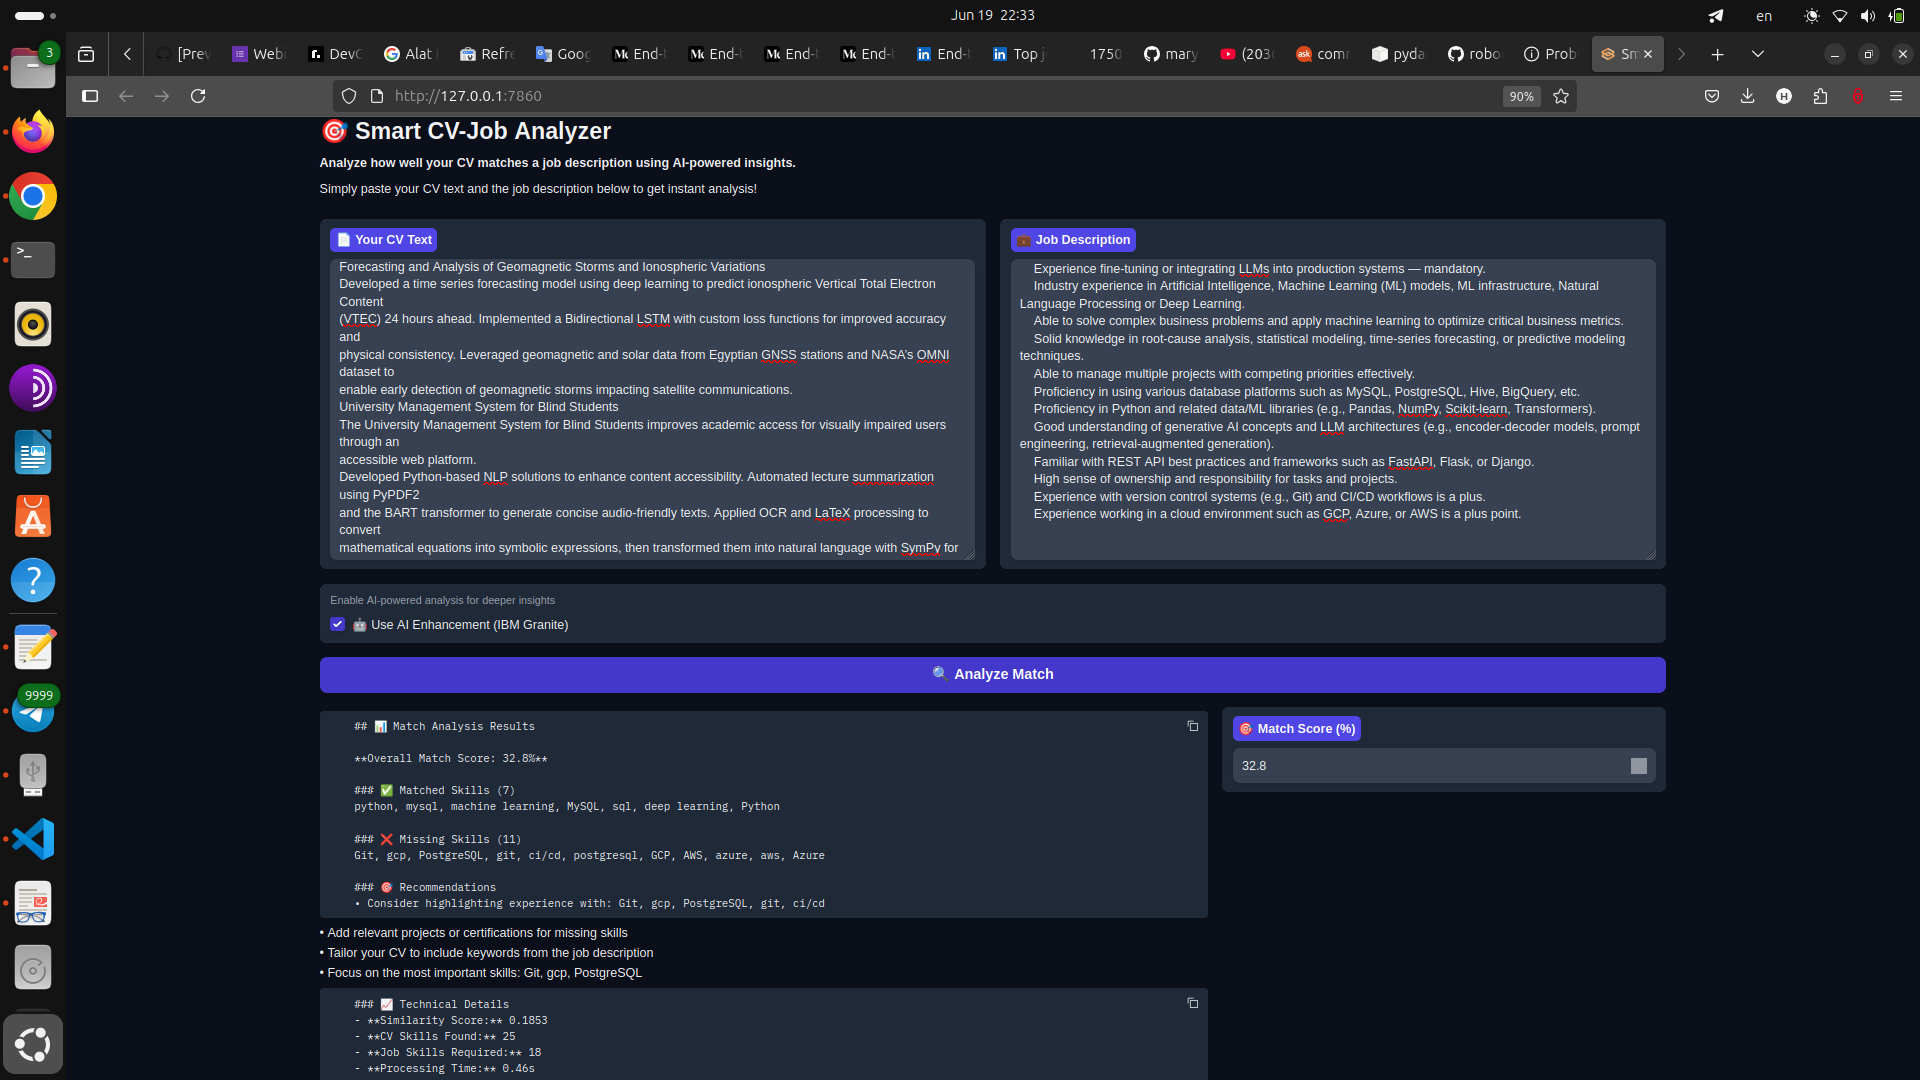 Jun 19 22:33
en
3
[Prev
Webi
DevC
Alat
Refre
Goog
End-t
End-t
End-t
End-t
End-t
Top j
1750
mary
(203
comr
pyda
robo
Prob
Sm
http://127.0.0.1:7860
90%
🎯 Smart CV-Job Analyzer
Analyze how well your CV matches a job description using AI-powered insights.
Simply paste your CV text and the job description below to get instant analysis!
📄 Your CV Text
Forecasting and Analysis of Geomagnetic Storms and Ionospheric Variations
Developed a time series forecasting model using deep learning to predict ionospheric Vertical Total Electron
Content
(VTEC) 24 hours ahead. Implemented a Bidirectional LSTM with custom loss functions for improved accuracy
and
physical consistency. Leveraged geomagnetic and solar data from Egyptian GNSS stations and NASA's OMNI
dataset to
enable early detection of geomagnetic storms impacting satellite communications.
University Management System for Blind Students
The University Management System for Blind Students improves academic access for visually impaired users
through an
accessible web platform.
Developed Python-based NLP solutions to enhance content accessibility. Automated lecture summarization
using PyPDF2
and the BART transformer to generate concise audio-friendly texts. Applied OCR and LaTeX processing to
convert
mathematical equations into symbolic expressions, then transformed them into natural language with SymPy for
💼 Job Description
Experience fine-tuning or integrating LLMs into production systems — mandatory.
Industry experience in Artificial Intelligence, Machine Learning (ML) models, ML infrastructure, Natural
Language Processing or Deep Learning.
Able to solve complex business problems and apply machine learning to optimize critical business metrics.
Solid knowledge in root-cause analysis, statistical modeling, time-series forecasting, or predictive modeling
techniques.
Able to manage multiple projects with competing priorities effectively.
Proficiency in using various database platforms such as MySQL, PostgreSQL, Hive, BigQuery, etc.
Proficiency in Python and related data/ML libraries (e.g., Pandas, NumPy, Scikit-learn, Transformers).
Good understanding of generative AI concepts and LLM architectures (e.g., encoder-decoder models, prompt
engineering, retrieval-augmented generation).
Familiar with REST API best practices and frameworks such as FastAPI, Flask, or Django.
High sense of ownership and responsibility for tasks and projects.
Experience with version control systems (e.g., Git) and CI/CD workflows is a plus.
Experience working in a cloud environment such as GCP, Azure, or AWS is a plus point.
Enable AI-powered analysis for deeper insights
🤖 Use AI Enhancement (IBM Granite)
🔍 Analyze Match
## 📊 Match Analysis Results
**Overall Match Score: 32.8%**
### ✅ Matched Skills (7)
python, mysql, machine learning, MySQL, sql, deep learning, Python
### ❌ Missing Skills (11)
Git, gcp, PostgreSQL, git, ci/cd, postgresql, GCP, AWS, azure, aws, Azure
### 🎯 Recommendations
• Consider highlighting experience with: Git, gcp, PostgreSQL, git, ci/cd
• Add relevant projects or certifications for missing skills
• Tailor your CV to include keywords from the job description
• Focus on the most important skills: Git, gcp, PostgreSQL
### 📈 Technical Details
- **Similarity Score:** 0.1853
- **CV Skills Found:** 25
- **Job Skills Required:** 18
- **Processing Time:** 0.46s
🎯 Match Score (%)
32.8
9999